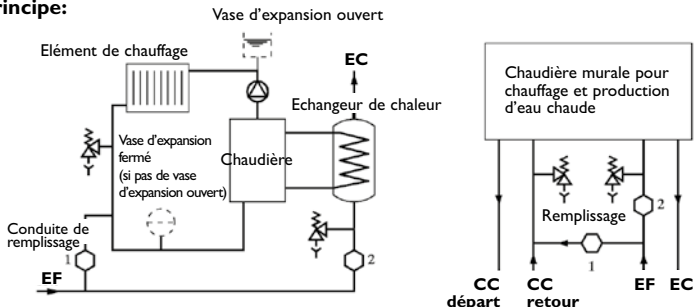 rincipe:
Vase d’expansion ouvert
Elément de chauffage
EC
Echangeur de chaleur
Vase d’expansion
fermé
(si pas de vase
d’expansion ouvert)
Chaudière
Conduite de
remplissage
1
2
EF
Chaudière murale pour
chauffage et production
d’eau chaude
2
Remplissage
1
CC
départ
CC
retour
EF
EC